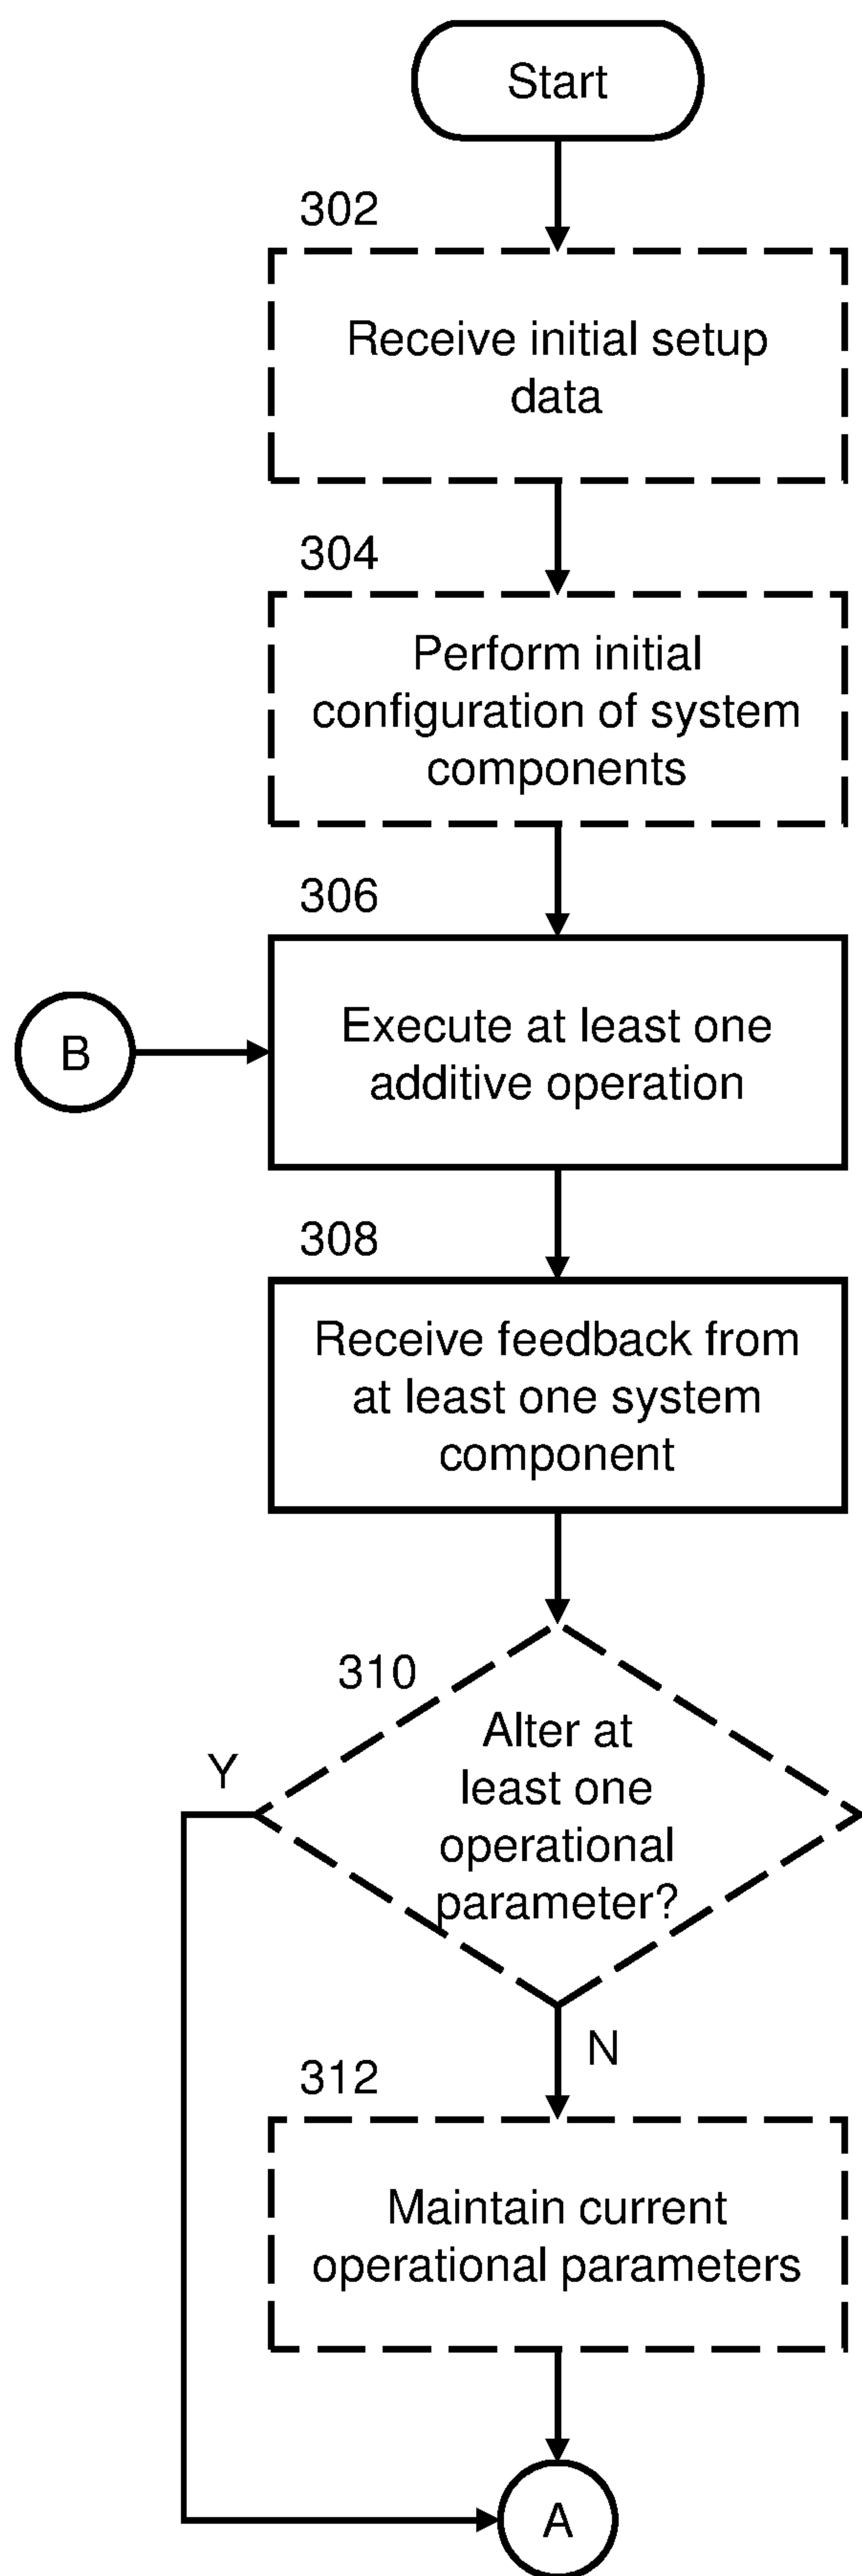 Start
302
Receive initial setup
data
304
Perform initial
configuration of system
components
306
B
Execute at least one
additive operation
308
Receive feedback from
at least one system
component
310
Y
Alter at
least one
operational
parameter?
N
312
Maintain current
operational parameters
A